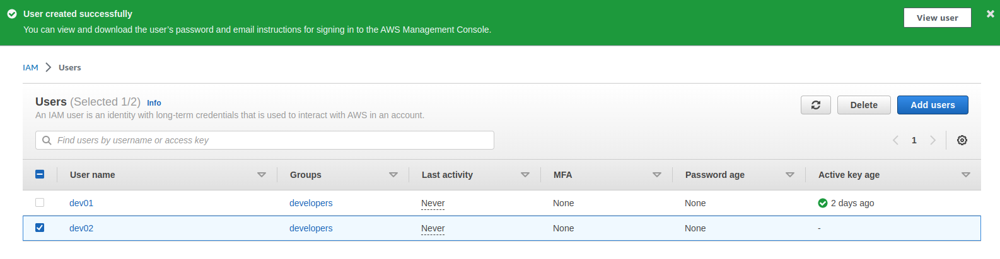 User created successfully
You can view and download the user's password and email instructions for signing in to the AWS Management Console.
View user
IAM Users
Users (Selected 1/2) Info
An IAM user is an identity with long-term credentials that is used to interact with AWS in an account.
Delete
Add users
Find users by username or access key
1
User name Groups Last activity MFA Password age Active key age
dev01 developers Never None None 2 days ago
dev02 developers Never None None -